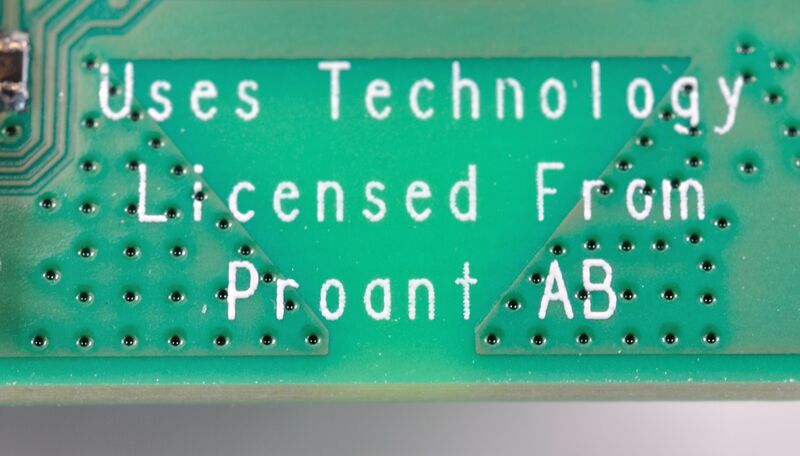 Uses Technology
Licensed From
Proant AB